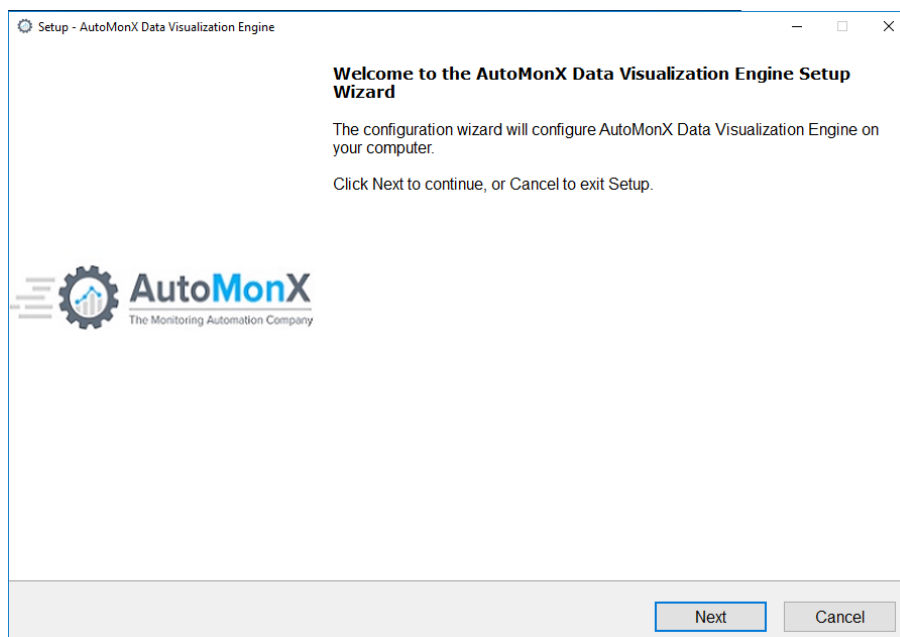 Setup - AutoMonX Data Visualization Engine
Welcome to the AutoMonX Data Visualization Engine Setup
Wizard
The configuration wizard will configure AutoMonX Data Visualization Engine on
your computer.
Click Next to continue, or Cancel to exit Setup.
AutoMonX
The Monitoring Automation Company
Next
Cancel